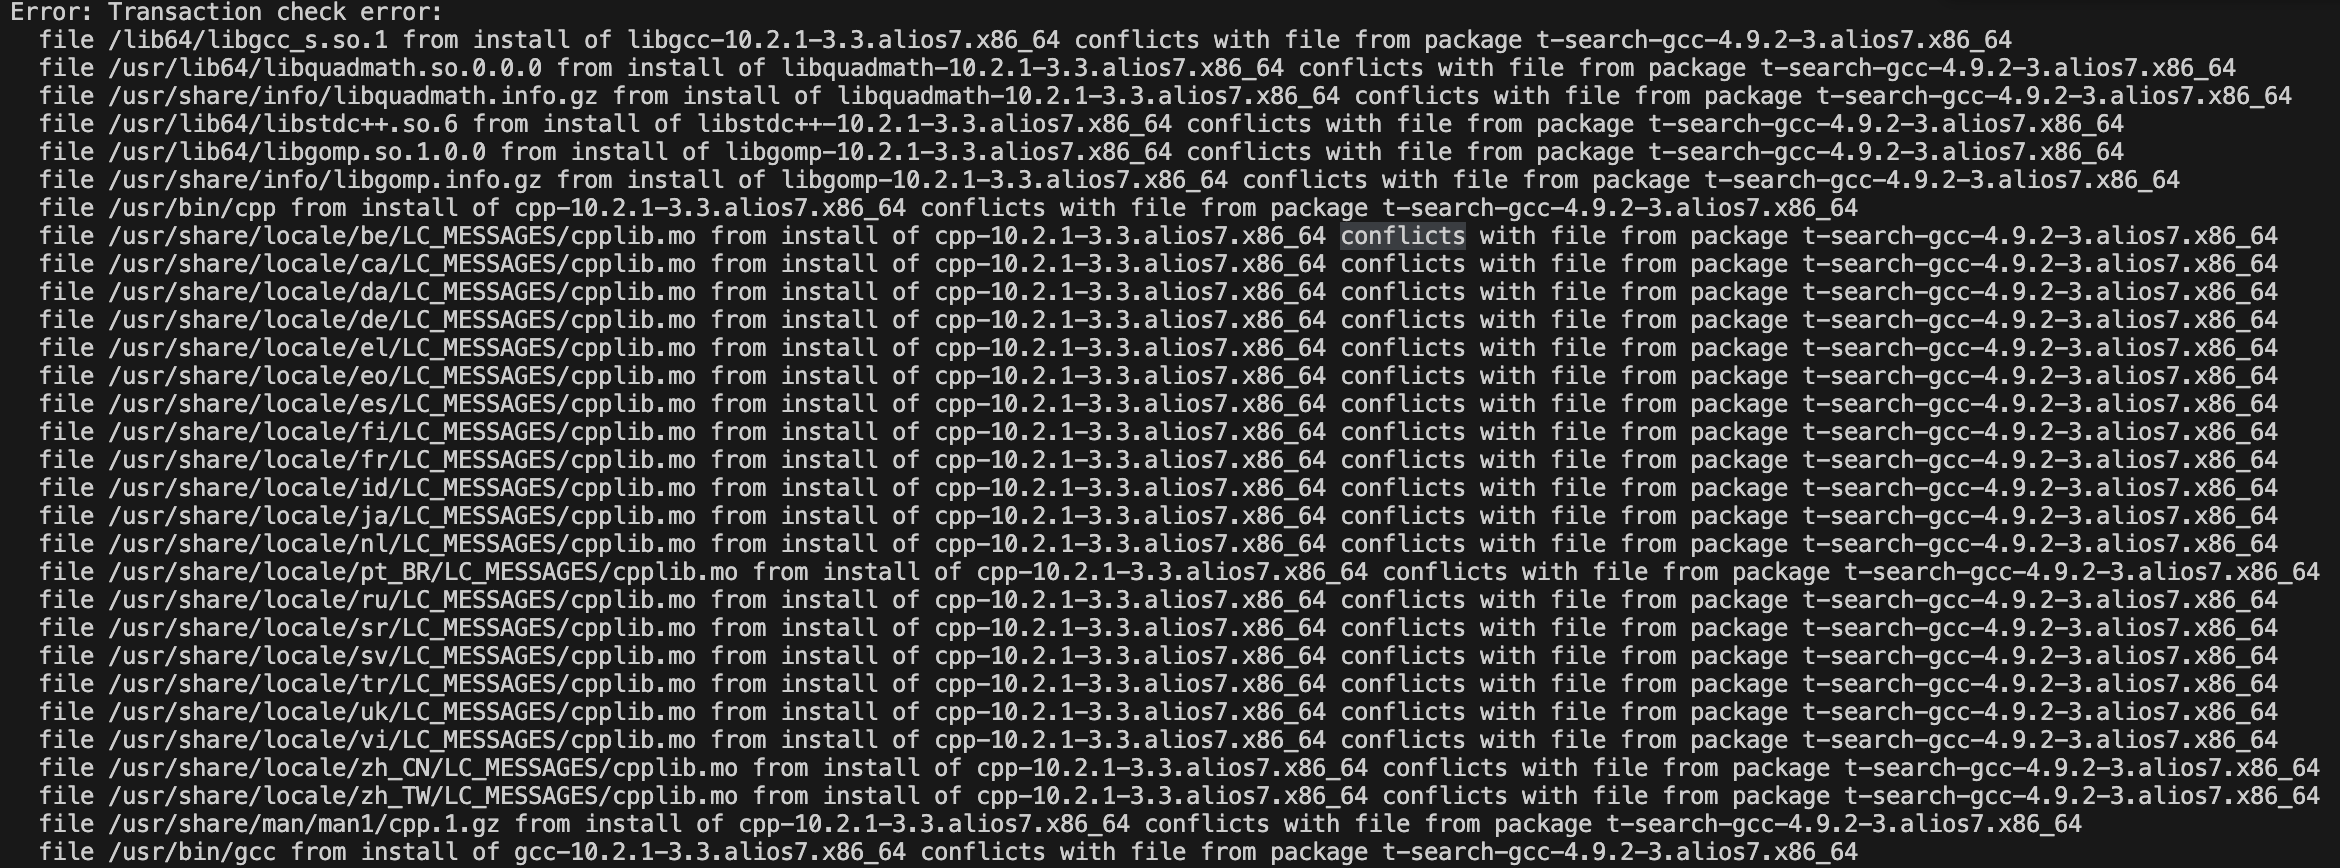 Error: Transaction check error:
  file /lib64/libgcc_s.so.1 from install of libgcc-10.2.1-3.3.alios7.x86_64 conflicts with file from package t-search-gcc-4.9.2-3.alios7.x86_64
  file /usr/lib64/libquadmath.so.0.0.0 from install of libquadmath-10.2.1-3.3.alios7.x86_64 conflicts with file from package t-search-gcc-4.9.2-3.alios7.x86_64
  file /usr/share/info/libquadmath.info.gz from install of libquadmath-10.2.1-3.3.alios7.x86_64 conflicts with file from package t-search-gcc-4.9.2-3.alios7.x86_64
  file /usr/lib64/libstdc++.so.6 from install of libstdc++-10.2.1-3.3.alios7.x86_64 conflicts with file from package t-search-gcc-4.9.2-3.alios7.x86_64
  file /usr/lib64/libgomp.so.1.0.0 from install of libgomp-10.2.1-3.3.alios7.x86_64 conflicts with file from package t-search-gcc-4.9.2-3.alios7.x86_64
  file /usr/share/info/libgomp.info.gz from install of libgomp-10.2.1-3.3.alios7.x86_64 conflicts with file from package t-search-gcc-4.9.2-3.alios7.x86_64
  file /usr/bin/cpp from install of cpp-10.2.1-3.3.alios7.x86_64 conflicts with file from package t-search-gcc-4.9.2-3.alios7.x86_64
  file /usr/share/locale/be/LC_MESSAGES/cpplib.mo from install of cpp-10.2.1-3.3.alios7.x86_64 conflicts with file from package t-search-gcc-4.9.2-3.alios7.x86_64
  file /usr/share/locale/ca/LC_MESSAGES/cpplib.mo from install of cpp-10.2.1-3.3.alios7.x86_64 conflicts with file from package t-search-gcc-4.9.2-3.alios7.x86_64
  file /usr/share/locale/da/LC_MESSAGES/cpplib.mo from install of cpp-10.2.1-3.3.alios7.x86_64 conflicts with file from package t-search-gcc-4.9.2-3.alios7.x86_64
  file /usr/share/locale/de/LC_MESSAGES/cpplib.mo from install of cpp-10.2.1-3.3.alios7.x86_64 conflicts with file from package t-search-gcc-4.9.2-3.alios7.x86_64
  file /usr/share/locale/el/LC_MESSAGES/cpplib.mo from install of cpp-10.2.1-3.3.alios7.x86_64 conflicts with file from package t-search-gcc-4.9.2-3.alios7.x86_64
  file /usr/share/locale/eo/LC_MESSAGES/cpplib.mo from install of cpp-10.2.1-3.3.alios7.x86_64 conflicts with file from package t-search-gcc-4.9.2-3.alios7.x86_64
  file /usr/share/locale/es/LC_MESSAGES/cpplib.mo from install of cpp-10.2.1-3.3.alios7.x86_64 conflicts with file from package t-search-gcc-4.9.2-3.alios7.x86_64
  file /usr/share/locale/fi/LC_MESSAGES/cpplib.mo from install of cpp-10.2.1-3.3.alios7.x86_64 conflicts with file from package t-search-gcc-4.9.2-3.alios7.x86_64
  file /usr/share/locale/fr/LC_MESSAGES/cpplib.mo from install of cpp-10.2.1-3.3.alios7.x86_64 conflicts with file from package t-search-gcc-4.9.2-3.alios7.x86_64
  file /usr/share/locale/id/LC_MESSAGES/cpplib.mo from install of cpp-10.2.1-3.3.alios7.x86_64 conflicts with file from package t-search-gcc-4.9.2-3.alios7.x86_64
  file /usr/share/locale/ja/LC_MESSAGES/cpplib.mo from install of cpp-10.2.1-3.3.alios7.x86_64 conflicts with file from package t-search-gcc-4.9.2-3.alios7.x86_64
  file /usr/share/locale/nl/LC_MESSAGES/cpplib.mo from install of cpp-10.2.1-3.3.alios7.x86_64 conflicts with file from package t-search-gcc-4.9.2-3.alios7.x86_64
  file /usr/share/locale/pt_BR/LC_MESSAGES/cpplib.mo from install of cpp-10.2.1-3.3.alios7.x86_64 conflicts with file from package t-search-gcc-4.9.2-3.alios7.x86_64
  file /usr/share/locale/ru/LC_MESSAGES/cpplib.mo from install of cpp-10.2.1-3.3.alios7.x86_64 conflicts with file from package t-search-gcc-4.9.2-3.alios7.x86_64
  file /usr/share/locale/sr/LC_MESSAGES/cpplib.mo from install of cpp-10.2.1-3.3.alios7.x86_64 conflicts with file from package t-search-gcc-4.9.2-3.alios7.x86_64
  file /usr/share/locale/sv/LC_MESSAGES/cpplib.mo from install of cpp-10.2.1-3.3.alios7.x86_64 conflicts with file from package t-search-gcc-4.9.2-3.alios7.x86_64
  file /usr/share/locale/tr/LC_MESSAGES/cpplib.mo from install of cpp-10.2.1-3.3.alios7.x86_64 conflicts with file from package t-search-gcc-4.9.2-3.alios7.x86_64
  file /usr/share/locale/uk/LC_MESSAGES/cpplib.mo from install of cpp-10.2.1-3.3.alios7.x86_64 conflicts with file from package t-search-gcc-4.9.2-3.alios7.x86_64
  file /usr/share/locale/vi/LC_MESSAGES/cpplib.mo from install of cpp-10.2.1-3.3.alios7.x86_64 conflicts with file from package t-search-gcc-4.9.2-3.alios7.x86_64
  file /usr/share/locale/zh_CN/LC_MESSAGES/cpplib.mo from install of cpp-10.2.1-3.3.alios7.x86_64 conflicts with file from package t-search-gcc-4.9.2-3.alios7.x86_64
  file /usr/share/locale/zh_TW/LC_MESSAGES/cpplib.mo from install of cpp-10.2.1-3.3.alios7.x86_64 conflicts with file from package t-search-gcc-4.9.2-3.alios7.x86_64
  file /usr/share/man/man1/cpp.1.gz from install of cpp-10.2.1-3.3.alios7.x86_64 conflicts with file from package t-search-gcc-4.9.2-3.alios7.x86_64
  file /usr/bin/gcc from install of gcc-10.2.1-3.3.alios7.x86_64 conflicts with file from package t-search-gcc-4.9.2-3.alios7.x86_64